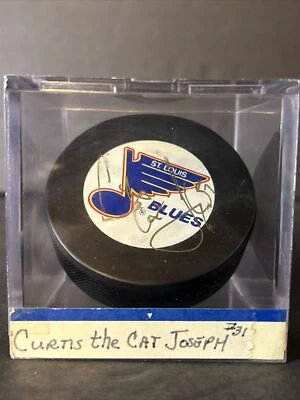 ST. LOUIS
BLUES
CURTIS the CAT JOSEPH #31